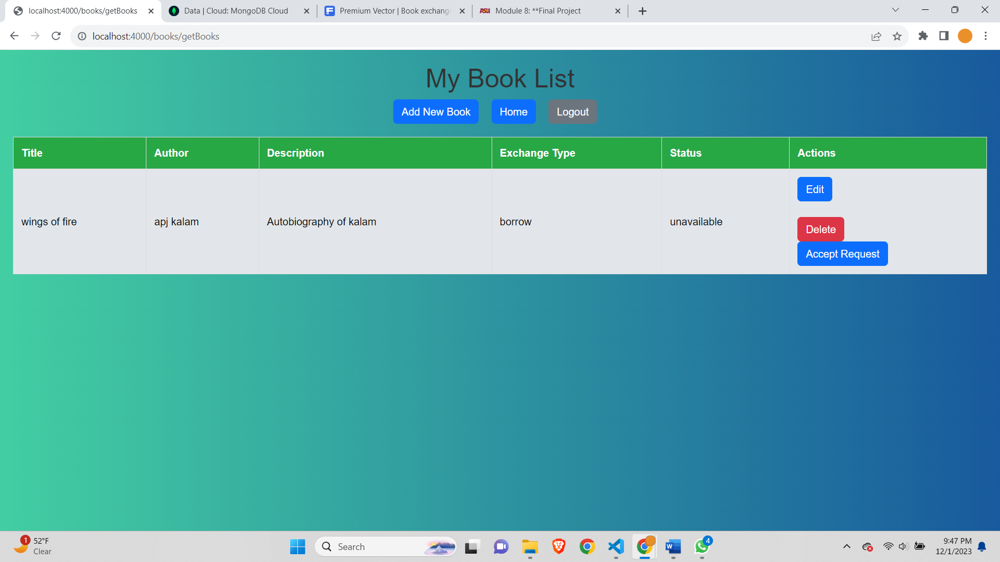 localhost:4000/books/getBooks
Data | Cloud: MongoDB Cloud
Premium Vector | Book exchange
ASU Module 8: **Final Project
localhost:4000/books/getBooks
My Book List
Add New Book Home Logout
Title Author Description Exchange Type Status Actions
Edit
wings of fire apj kalam Autobiography of kalam borrow unavailable
Delete
Accept Request
1 52°F
Clear
Search
W
4
9:47 PM
12/1/2023